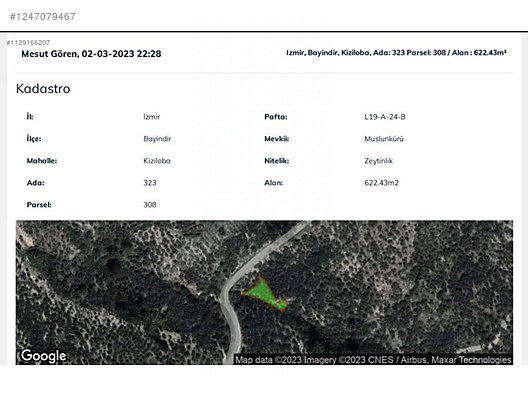 #1247079467
#1129166207
Mesut Gören, 02-03-2023 22:28
Izmir, Bayindir, Kiziloba, Ada: 323 Parsel: 308 / Alan : 622.43m²
Kadastro
İl: Izmir Pafta: L19-A-24-B
İlçe: Bayindir Mevkii: Muslunkürü
Mahalle: Kiziloba Nitelik: Zeytinlik
Ada: 323 Alan: 622.43m2
Parsel: 308
Google
Map data ©2023 Imagery ©2023 CNES / Airbus, Maxar Technologies